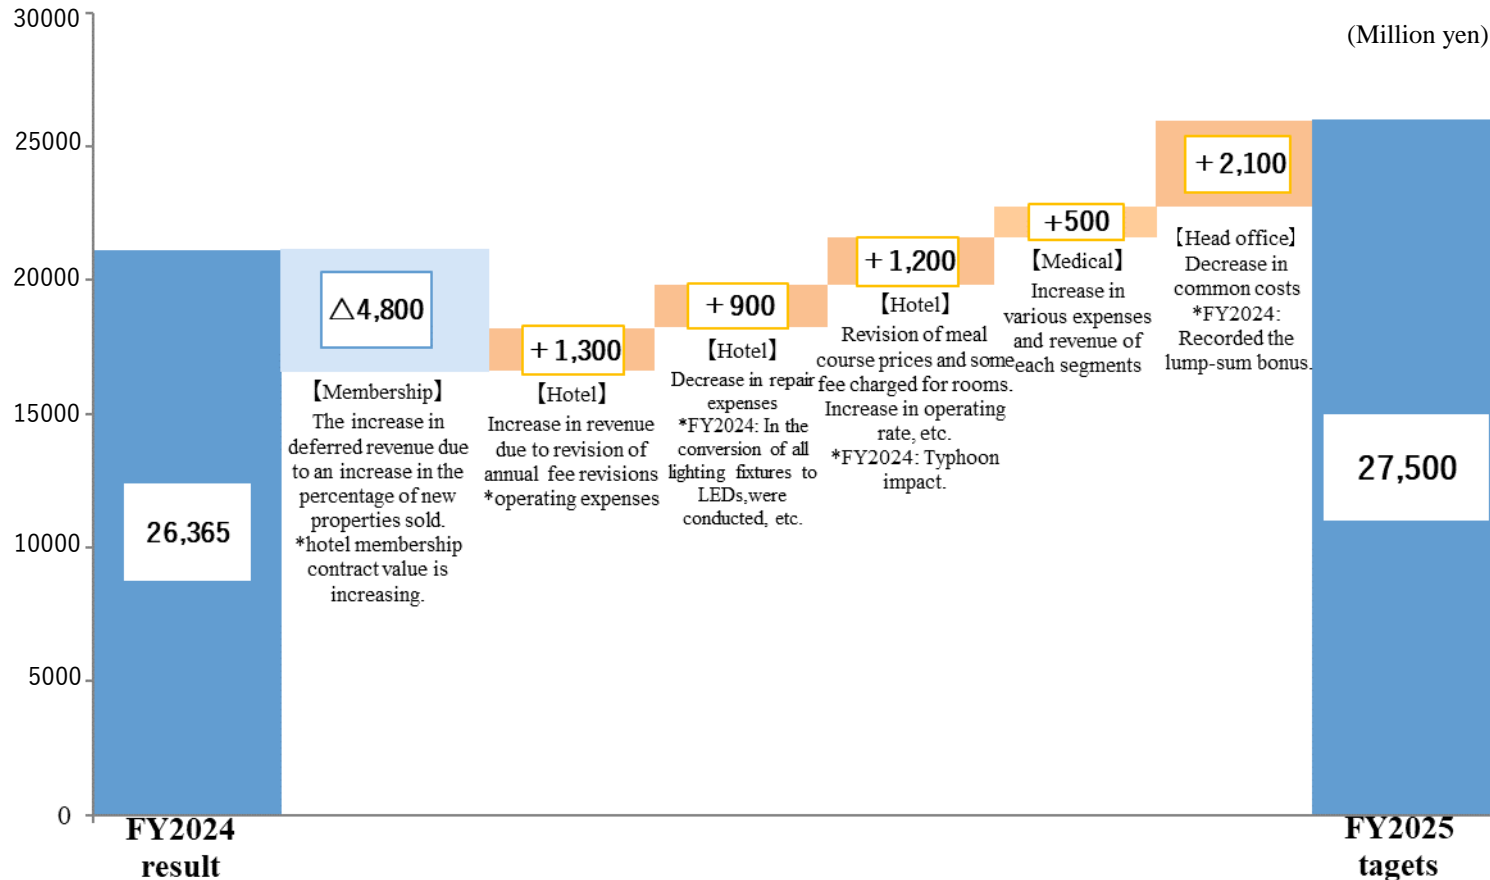 (Million yen)
30000
25000
20000
15000
10000
5000
0
26,365
FY2024
result
△4,800
【Membership】
The increase in
deferred revenue due
to an increase in the
percentage of new
properties sold.
*hotel membership
contract value is
increasing.
+1,300
【Hotel】
Increase in revenue
due to revision of
annual fee revisions
*operating expenses
+900
【Hotel】
Decrease in repair
expenses
*FY2024: In the
conversion of all
lighting fixtures to
LEDs,were
conducted, etc.
+1,200
【Hotel】
Revision of meal
course prices and some
fee charged for rooms.
Increase in operating
rate, etc.
*FY2024: Typhoon
impact.
+500
【Medical】
Increase in
various expenses
and revenue of
each segments
+2,100
【Head office】
Decrease in
common costs
*FY2024:
Recorded the
lump-sum bonus.
27,500
FY2025
tagets